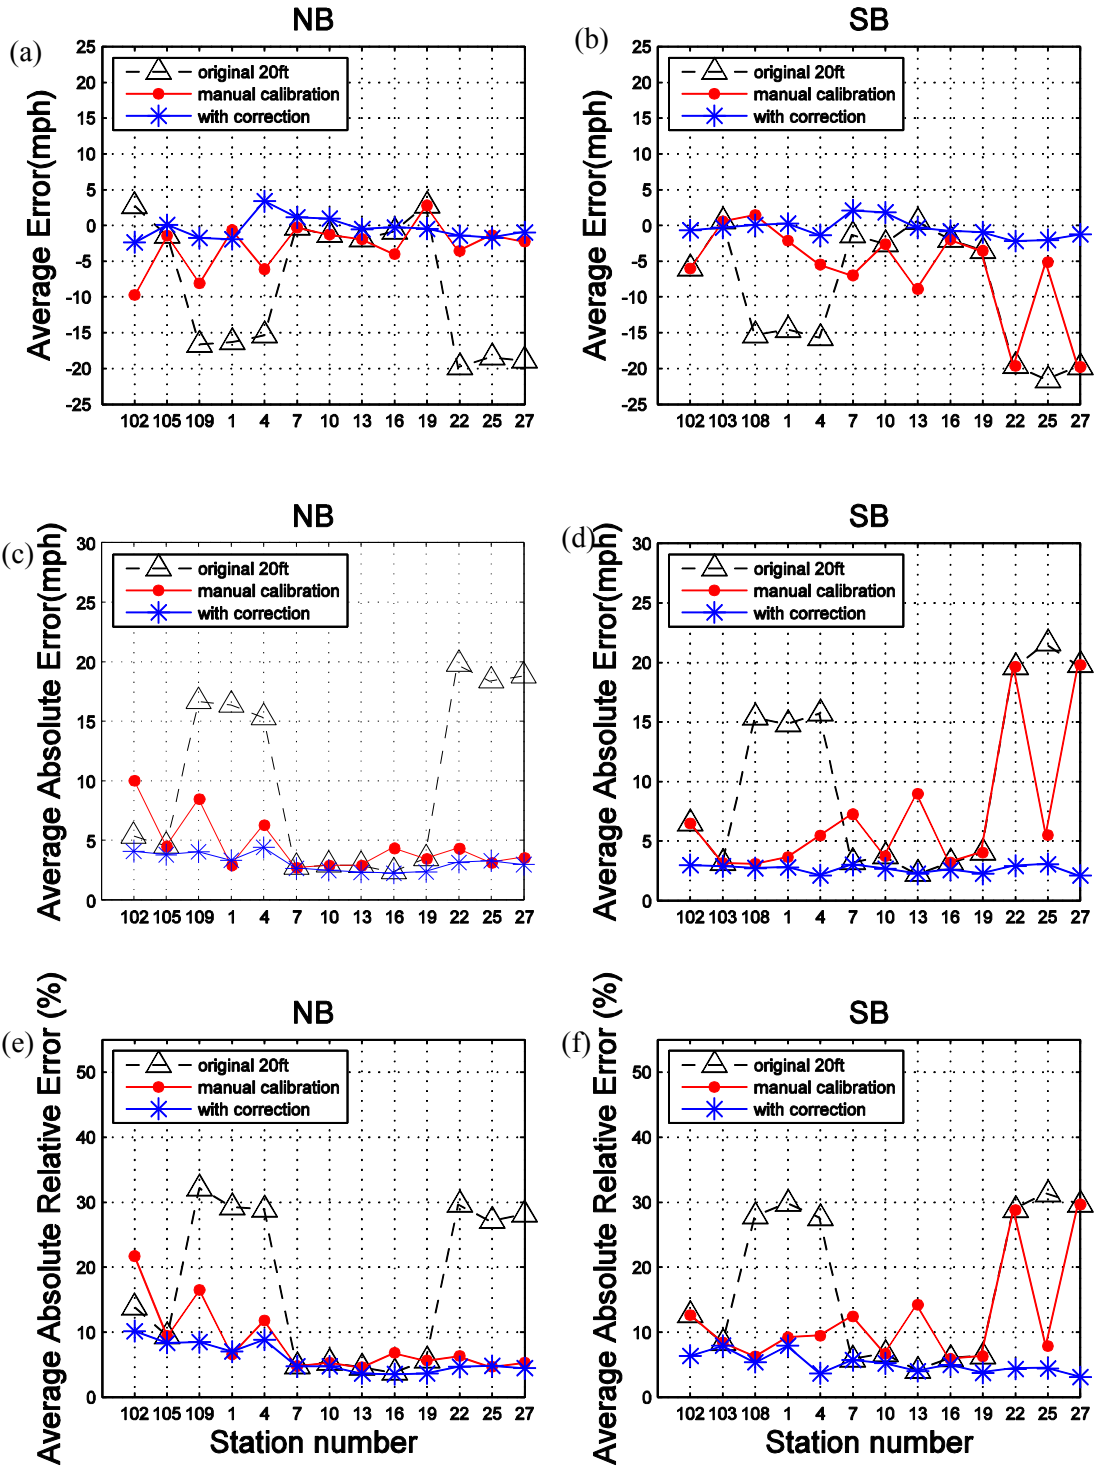 (a)
NB
Average Error(mph)
25
20
15
10
5
0
-5
-10
-15
-20
-25
original 20ft
manual calibration
with correction
102 105 109 1 4 7 10 13 16 19 22 25 27
(b)
SB
Average Error(mph)
25
20
15
10
5
0
-5
-10
-15
-20
-25
original 20ft
manual calibration
with correction
102 103 108 1 4 7 10 13 16 19 22 25 27
(c)
NB
Average Absolute Error(mph)
30
25
20
15
10
5
0
original 20ft
manual calibration
with correction
102 105 109 1 4 7 10 13 16 19 22 25 27
(d)
SB
Average Absolute Error(mph)
30
25
20
15
10
5
0
original 20ft
manual calibration
with correction
102 103 108 1 4 7 10 13 16 19 22 25 27
(e)
NB
Average Absolute Relative Error (%)
50
40
30
20
10
0
original 20ft
manual calibration
with correction
102 105 109 1 4 7 10 13 16 19 22 25 27
Station number
(f)
SB
Average Absolute Relative Error (%)
50
40
30
20
10
0
original 20ft
manual calibration
with correction
102 103 108 1 4 7 10 13 16 19 22 25 27
Station number